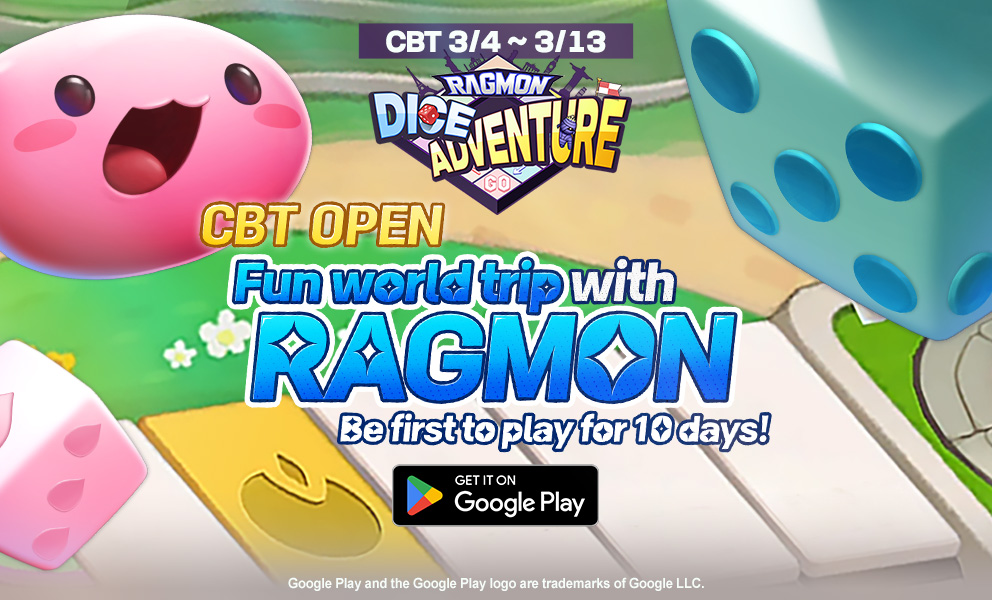 CBT 3/4 ~ 3/13
RAGMON
DICE
ADVENTURE
GO
CBT OPEN
Fun world trip with
RAGMON
Be first to play for 10 days!
GET IT ON
Google Play
Google Play and the Google Play logo are trademarks of Google LLC.